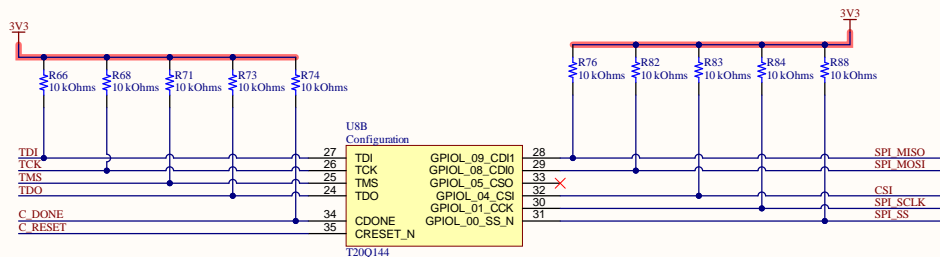 3V3
3V3
R66
10 kOhms
R68
10 kOhms
R71
10 kOhms
R73
10 kOhms
R74
10 kOhms
R76
10 kOhms
R82
10 kOhms
R83
10 kOhms
R84
10 kOhms
R88
10 kOhms
U8B
Configuration
TDI 27 TDI GPIOL_09_CDI1 28 SPI_MISO
TCK 26 TCK GPIOL_08_CDI0 29 SPI_MOSI
TMS 25 TMS GPIOL_05_CSO 33
TDO 24 TDO GPIOL_04_CSI 32 CSI
GPIOL_01_CCK 30 SPI_SCLK
C_DONE 34 CDONE GPIOL_00_SS_N 31 SPI_SS
C_RESET 35 CRESET_N
T20Q144